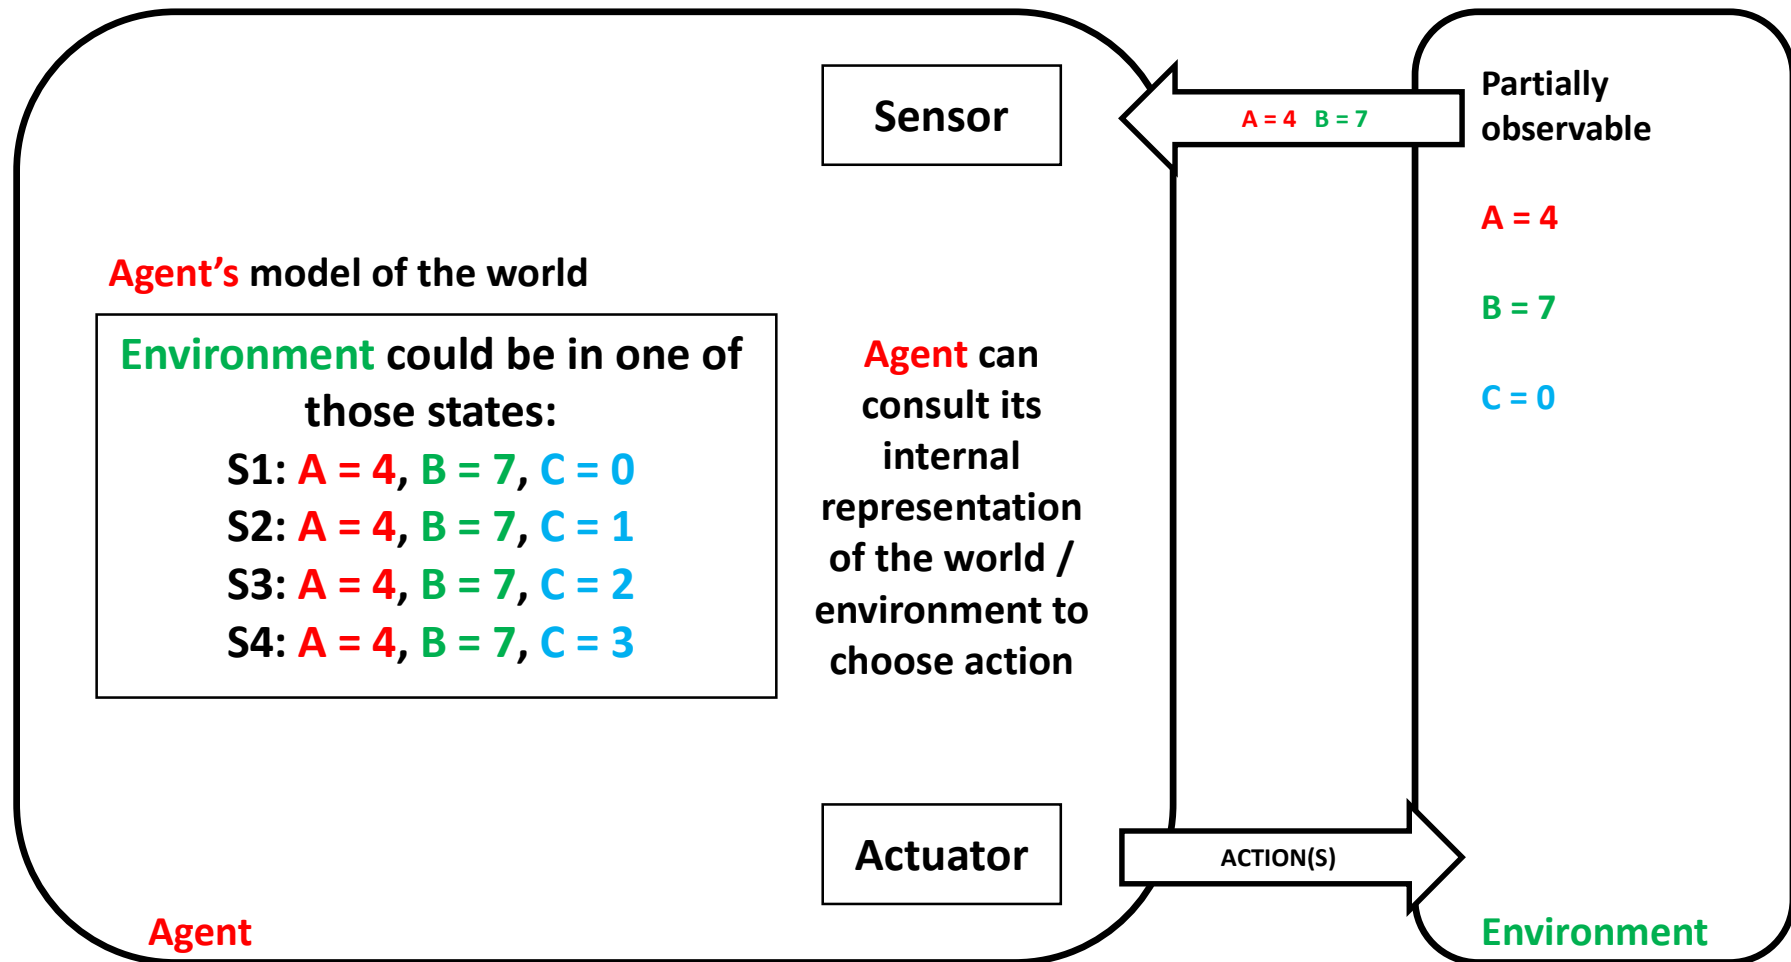 Sensor
A = 4 B = 7
Partially
observable
A = 4
B = 7
C = 0
Agent’s model of the world
Environment could be in one of
those states:
S1: A = 4, B = 7, C = 0
S2: A = 4, B = 7, C = 1
S3: A = 4, B = 7, C = 2
S4: A = 4, B = 7, C = 3
Agent can
consult its
internal
representation
of the world /
environment to
choose action
Actuator
ACTION(S)
Agent
Environment